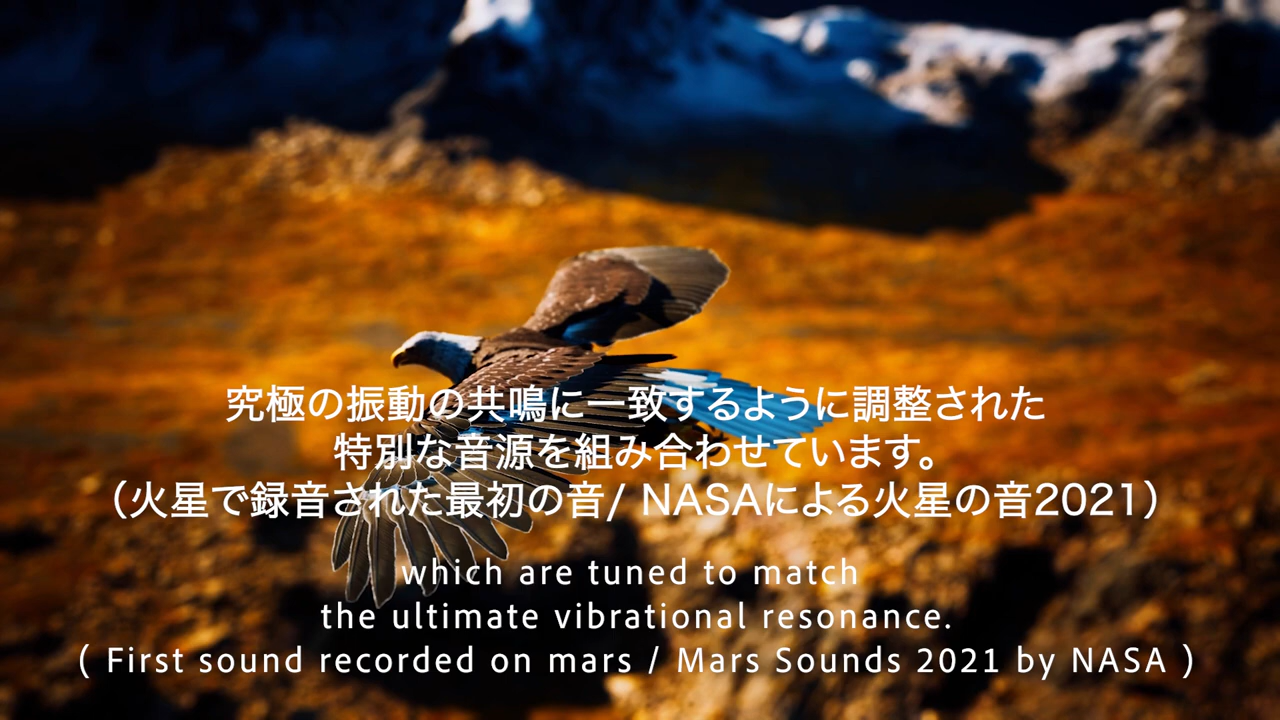 究極の振動の共鳴に一致するように調整された
特別な音源を組み合わせています。
（火星で録音された最初の音/ NASAによる火星の音2021）
which are tuned to match
the ultimate vibrational resonance.
( First sound recorded on mars / Mars Sounds 2021 by NASA )